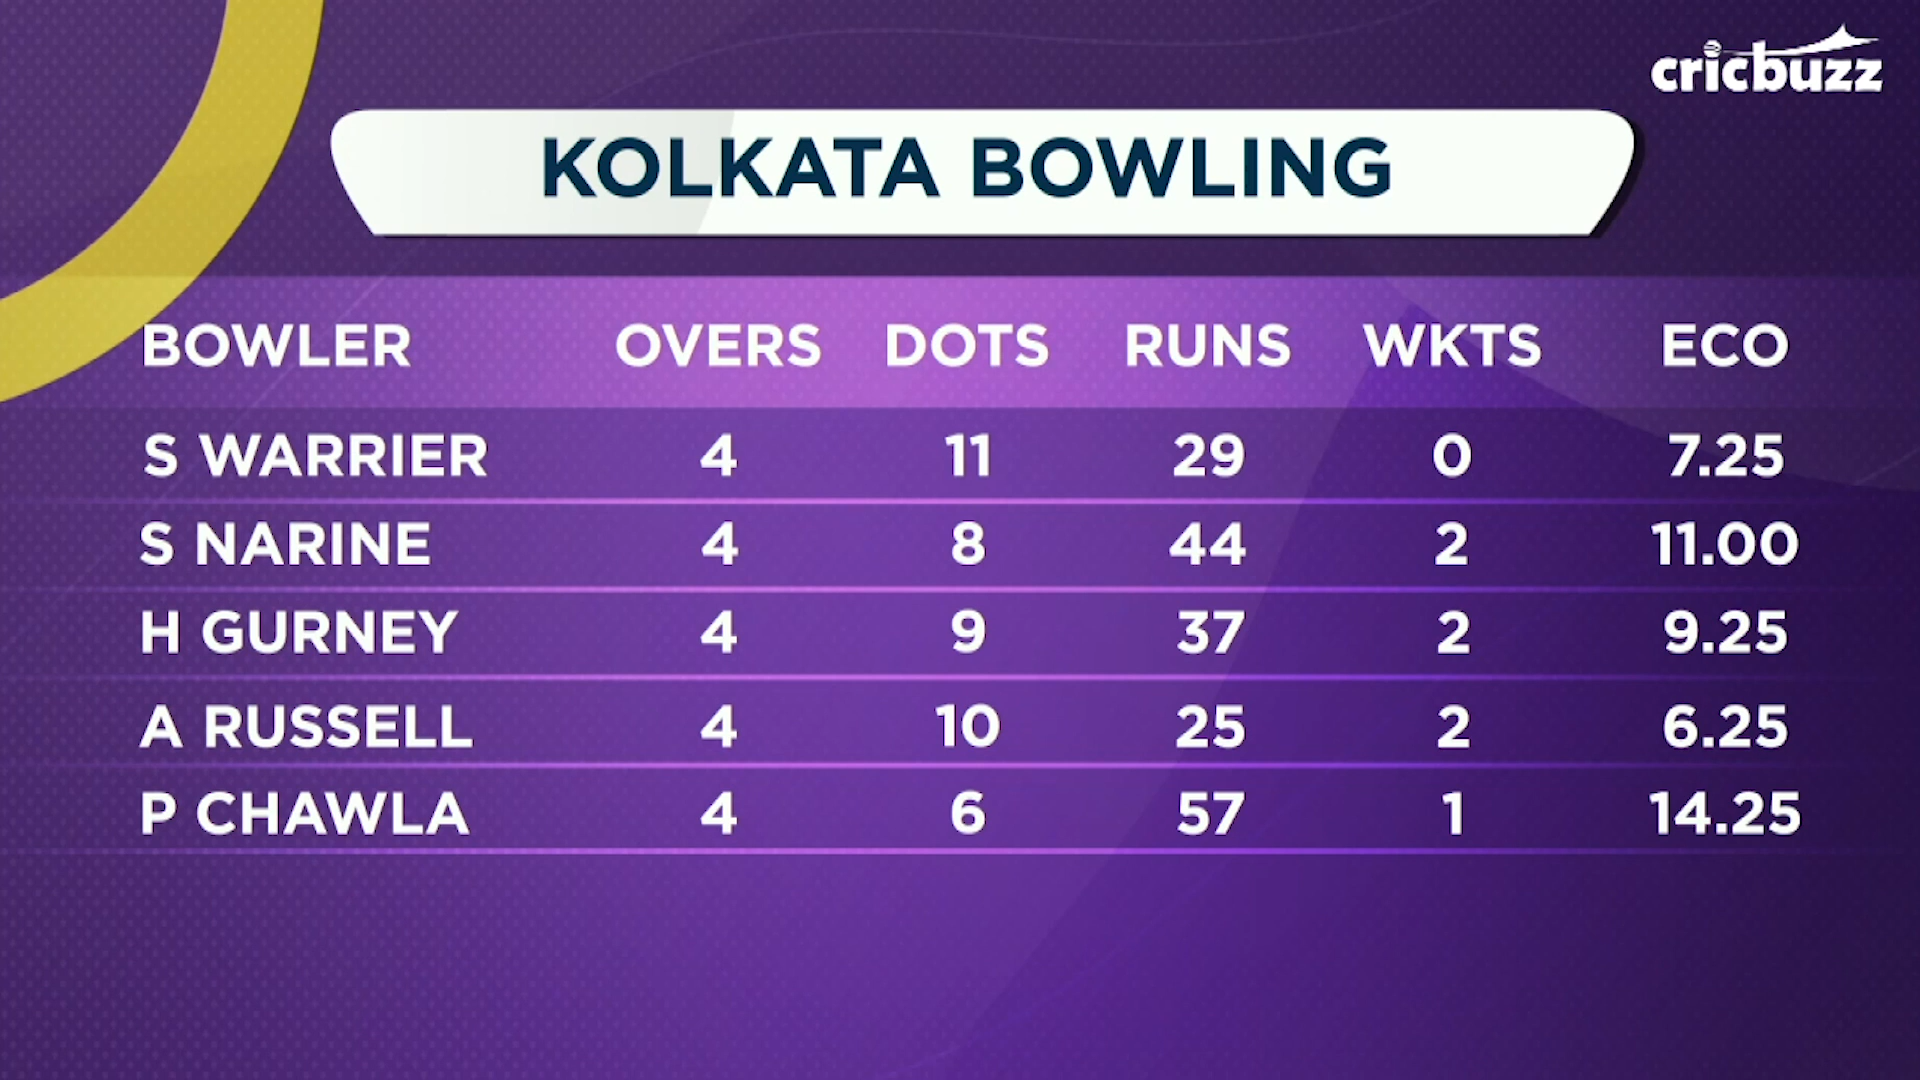 cricbuzz
KOLKATA BOWLING
BOWLER OVERS DOTS RUNS WKTS ECO
S WARRIER 4 11 29 0 7.25
S NARINE 4 8 44 2 11.00
H GURNEY 4 9 37 2 9.25
A RUSSELL 4 10 25 2 6.25
P CHAWLA 4 6 57 1 14.25